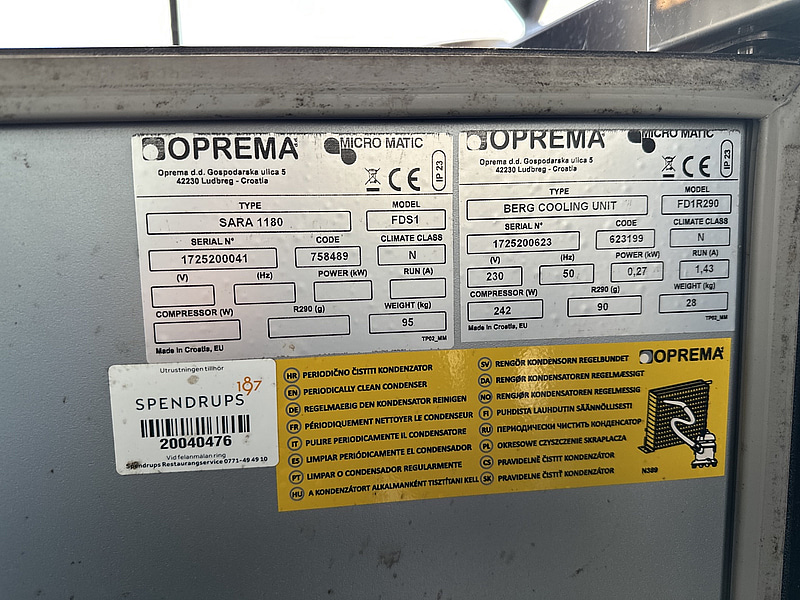 OPREMA d.d. MICRO MATIC
Oprema d.d. Gospodarska ulica 5
42230 Ludbreg - Croatia
CE IP 23
TYPE MODEL
SARA 1180 FDS1
SERIAL N° CODE CLIMATE CLASS
1725200041 758489 N
(V) (Hz) POWER (kW) RUN (A)
COMPRESSOR (W) R290 (g) WEIGHT (kg)
95
Made in Croatia, EU TP02_MM
OPREMA MICRO MATIC
Oprema d.d. Gospodarska ulica 5
42230 Ludbreg - Croatia
CE IP 23
TYPE MODEL
BERG COOLING UNIT FD1R290
SERIAL N° CODE CLIMATE CLASS
1725200623 623199 N
(V) (Hz) POWER (kW) RUN (A)
230 50 0,27 1,43
COMPRESSOR (W) R290 (g) WEIGHT (kg)
242 90 28
Made in Croatia, EU TP02_MM
Utrustningen tillhör
187
SPENDRUPS
20040476
Vid felanmälan ring
Spendrups Restaurangservice 0771-49 49 10
HR PERIODIČNO ČISTITI KONDENZATOR
EN PERIODICALLY CLEAN CONDENSER
DE REGELMAEBIG DEN KONDENSATOR REINIGEN
FR PÉRIODIQUEMENT NETTOYER LE CONDENSEUR
IT PULIRE PERIODICAMENTE IL CONDENSATORE
ES LIMPIAR PERIÓDICAMENTE EL CONDENSADOR
PT LIMPAR O CONDENSADOR REGULARMENTE
HU A KONDENZÁTORT ALKALMANKÉNT TISZTÍTANI KELL
SV RENGÖR KONDENSORN REGELBUNDET
DA RENGØR KONDENSATOREN REGELMÆSSIGT
NO RENGJØR KONDENSATOREN REGELMESSIG
FI PUHDISTA LAUHDUTIN SÄÄNNÖLLISESTI
RU ПЕРИОДИЧЕСКИ ЧИСТИТЬ КОНДЕНСАТОР
PL OKRESOWE CZYSZCZENIE SKRAPLACZA
CS PRAVIDELNĚ ČISTIT KONDENZÁTOR
SK PRAVIDELNE ČISTIŤ KONDENZÁTOR
OPREMA
N389